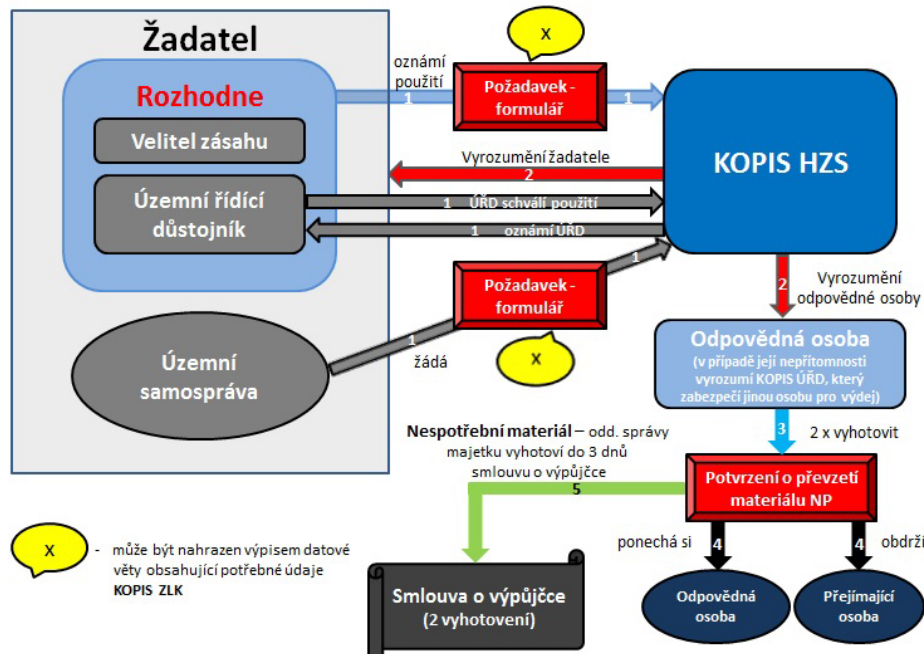 Žadatel
Rozhodne
Velitel zásahu
Územní řídící
důstojník
Územní
samospráva
oznámí
použití
1
X
Požadavek-
formulář
1
KOPIS HZS
Vyrozumění žadatele
2
1 ÚŘD schválí použití
1 oznámí ÚŘD
1
Požadavek-
formulář
1
žádá
X
2
Vyrozumění
odpovědné osoby
Odpovědná osoba
(v případě její nepřítomnosti
vyrozumí KOPIS ÚŘD, který
zabezpečí jinou osobu pro výdej)
3
2 x vyhotovit
Nespotřební materiál – odd. správy
majetku vyhotoví do 3 dnů
smlouvu o výpůjčce
5
Potvrzení o převzetí
materiálu NP
ponechá si
4
4
obdrží
Odpovědná
osoba
Přejímající
osoba
Smlouva o výpůjčce
(2 vyhotovení)
X
- může být nahrazen výpisem datové
věty obsahující potřebné údaje
KOPIS ZLK